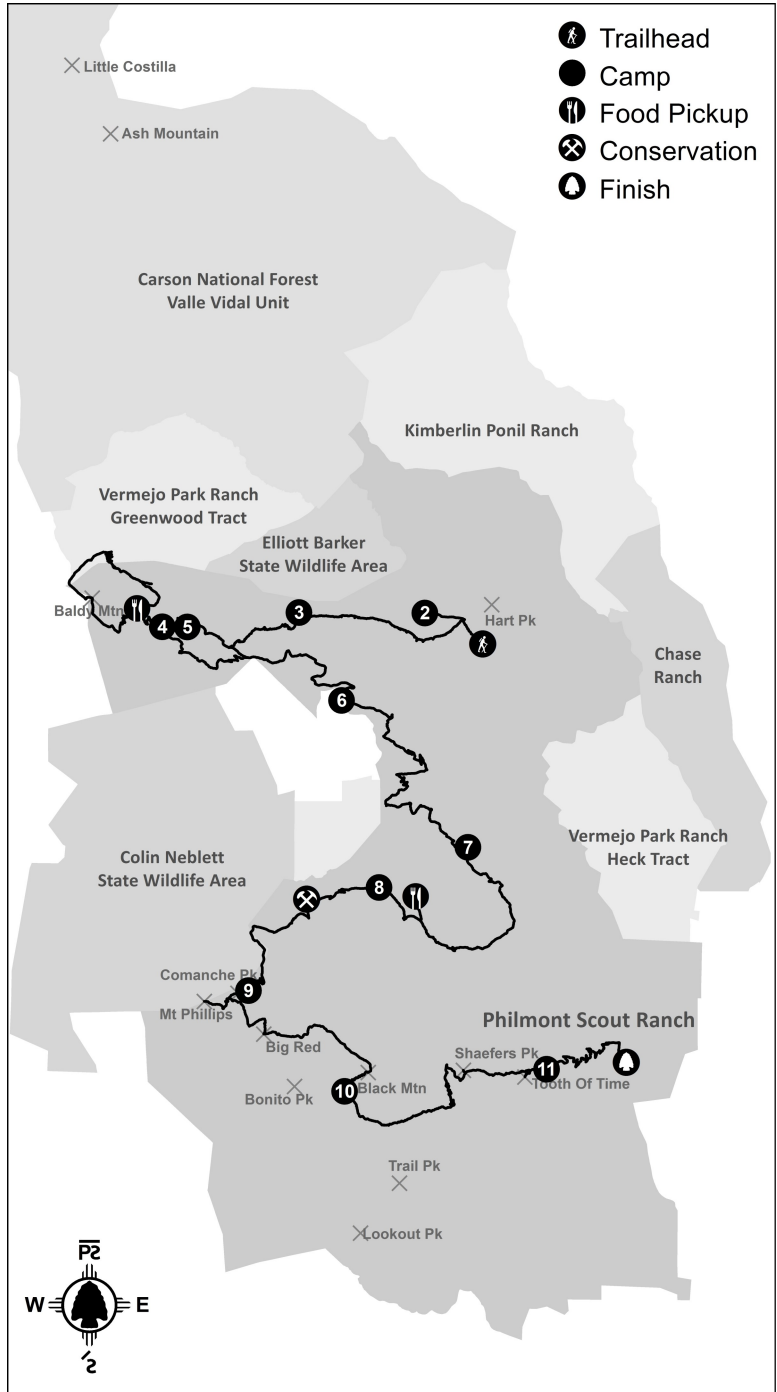 Trailhead
Camp
Food Pickup
Conservation
Finish
Little Costilla
Ash Mountain
Carson National Forest
Valle Vidal Unit
Kimberlin Ponil Ranch
Vermejo Park Ranch
Greenwood Tract
Elliott Barker
State Wildlife Area
Baldy Mtn
3
2
4
5
Hart Pk
Chase
Ranch
6
7
Vermejo Park Ranch
Heck Tract
Colin Neblett
State Wildlife Area
8
Comanche Pk
9
Mt Phillips
Philmont Scout Ranch
Big Red
Shaefers Pk
11
Black Mtn
Tooth Of Time
10
Bonito Pk
Trail Pk
Lookout Pk
W
E